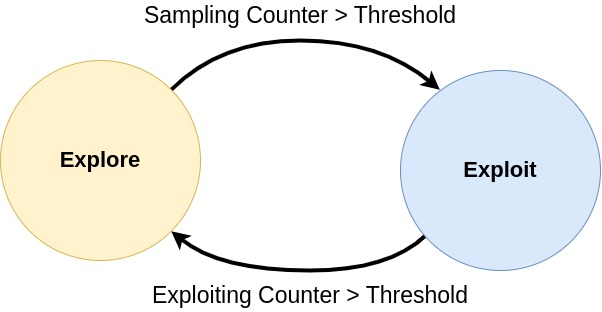 Sampling Counter > Threshold
Explore
Exploit
Exploiting Counter > Threshold